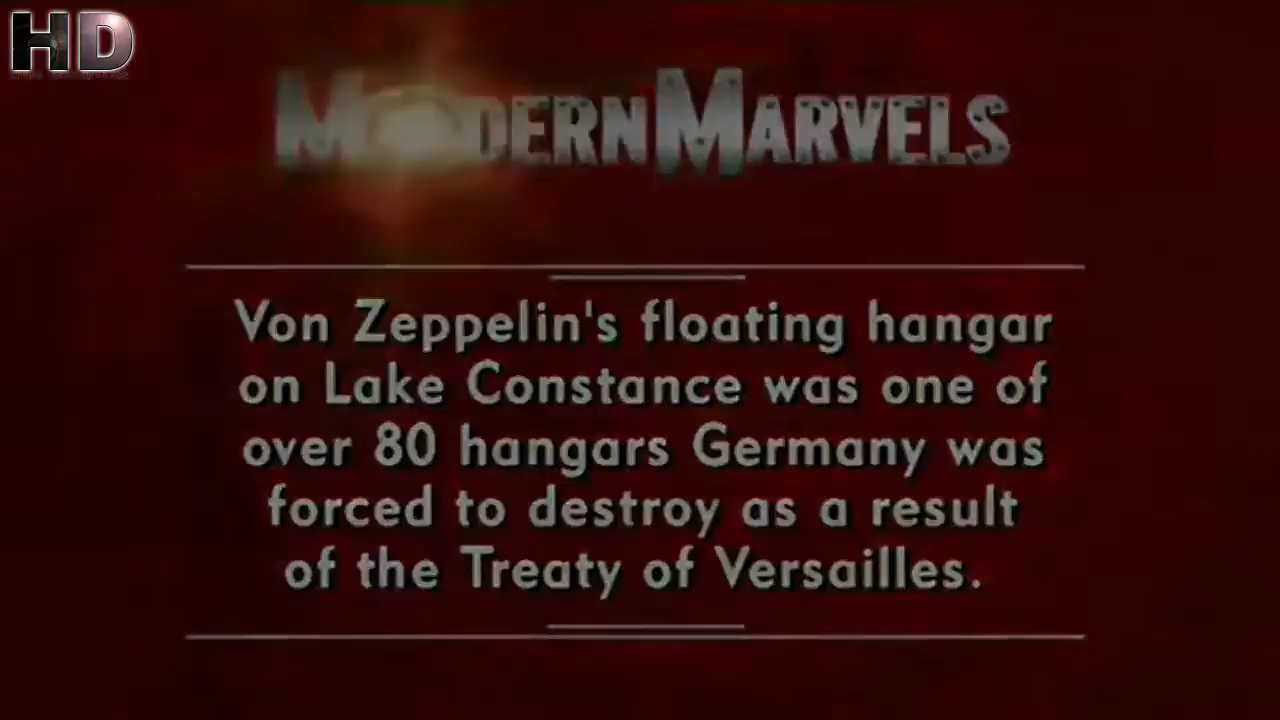 HD
MODERN MARVELS
Von Zeppelin's floating hangar
on Lake Constance was one of
over 80 hangars Germany was
forced to destroy as a result
of the Treaty of Versailles.